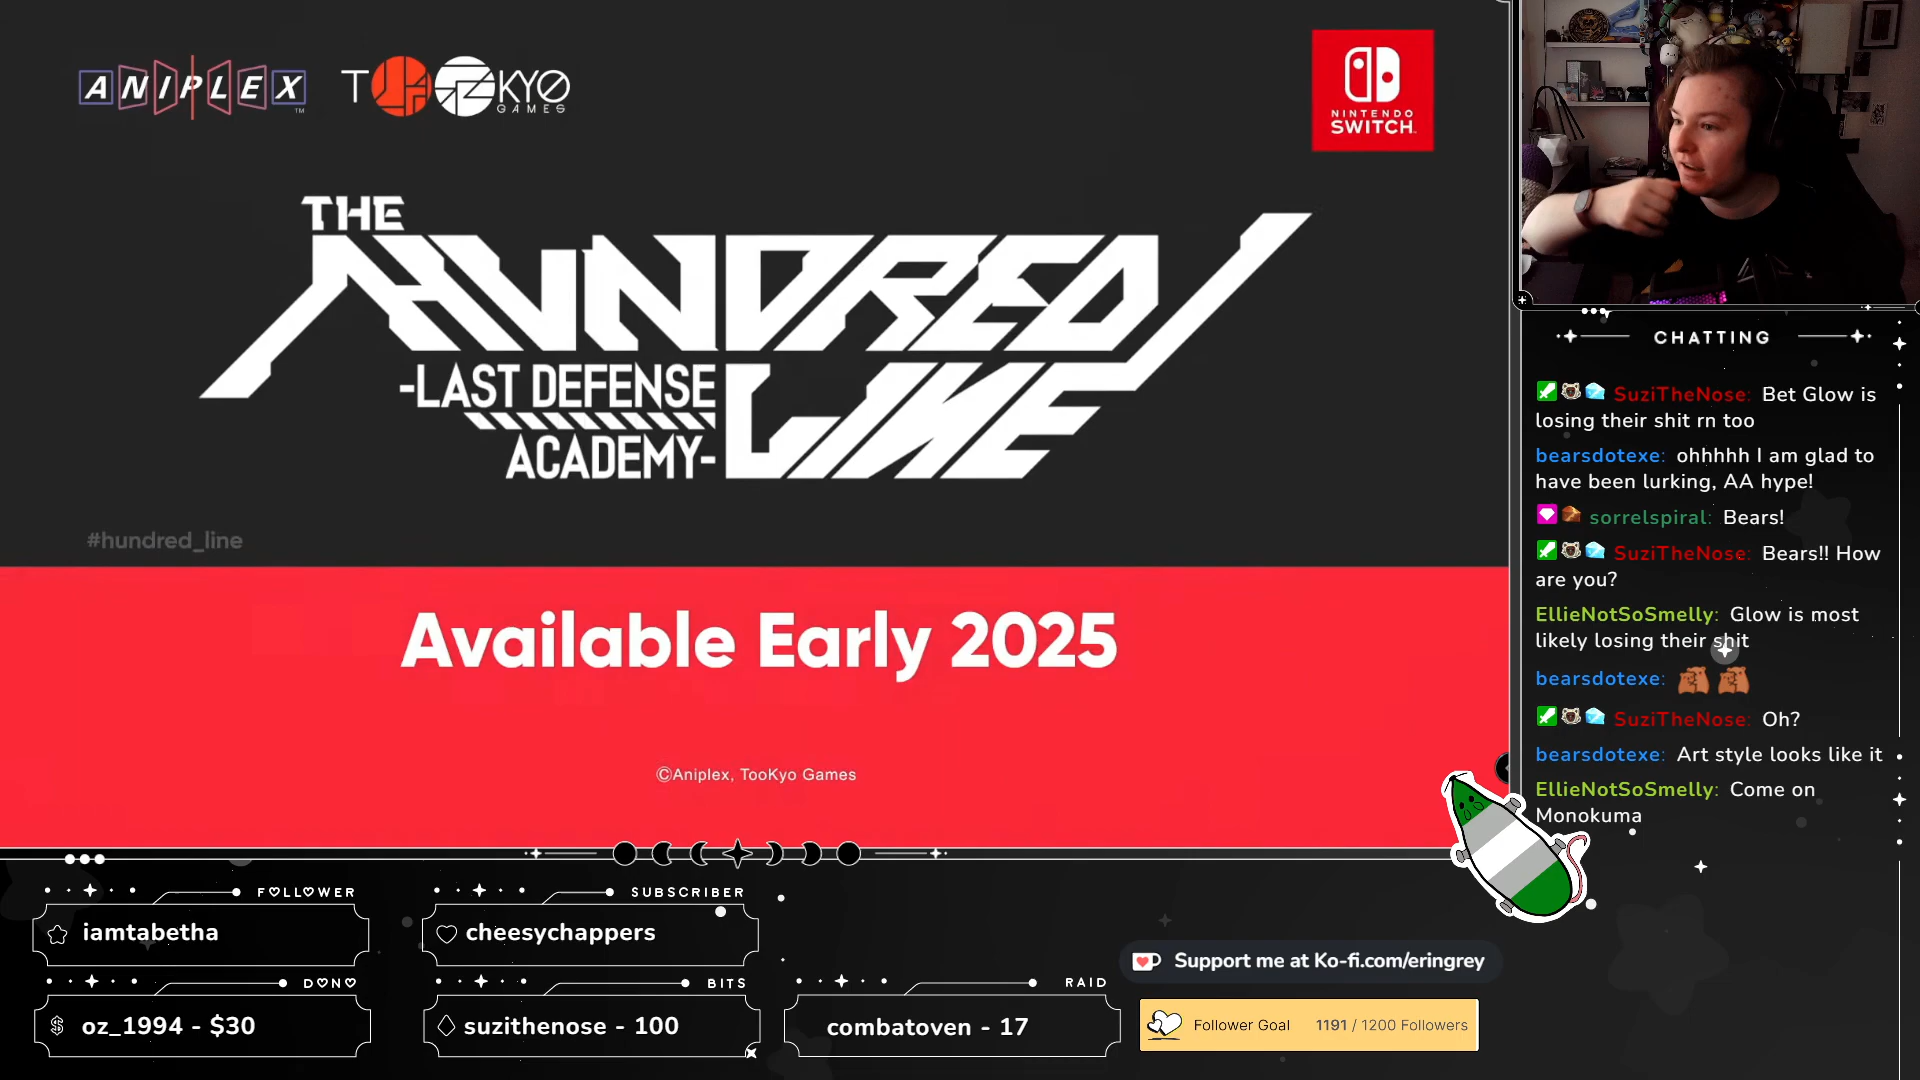 ANIPLEX™ TOOKYO GAMES
NINTENDO
SWITCH™
THE
HUNDRED
-LAST DEFENSE
LINE
ACADEMY-
#hundred_line
Available Early 2025
©Aniplex, TooKyo Games
CHATTING
SuziTheNose: Bet Glow is
losing their shit rn too
bearsdotexe: ohhhhh I am glad to
have been lurking, AA hype!
sorrelspiral: Bears!
SuziTheNose: Bears!! How
are you?
EllieNotSoSmelly: Glow is most
likely losing their shit
bearsdotexe:
SuziTheNose: Oh?
bearsdotexe: Art style looks like it
EllieNotSoSmelly: Come on
Monokuma
FOLLOWER
iamtabetha
SUBSCRIBER
cheesychappers
DONO
oz_1994 - $30
BITS
suzithenose - 100
RAID
combatoven - 17
Support me at Ko-fi.com/eringrey
Follower Goal 1191 / 1200 Followers